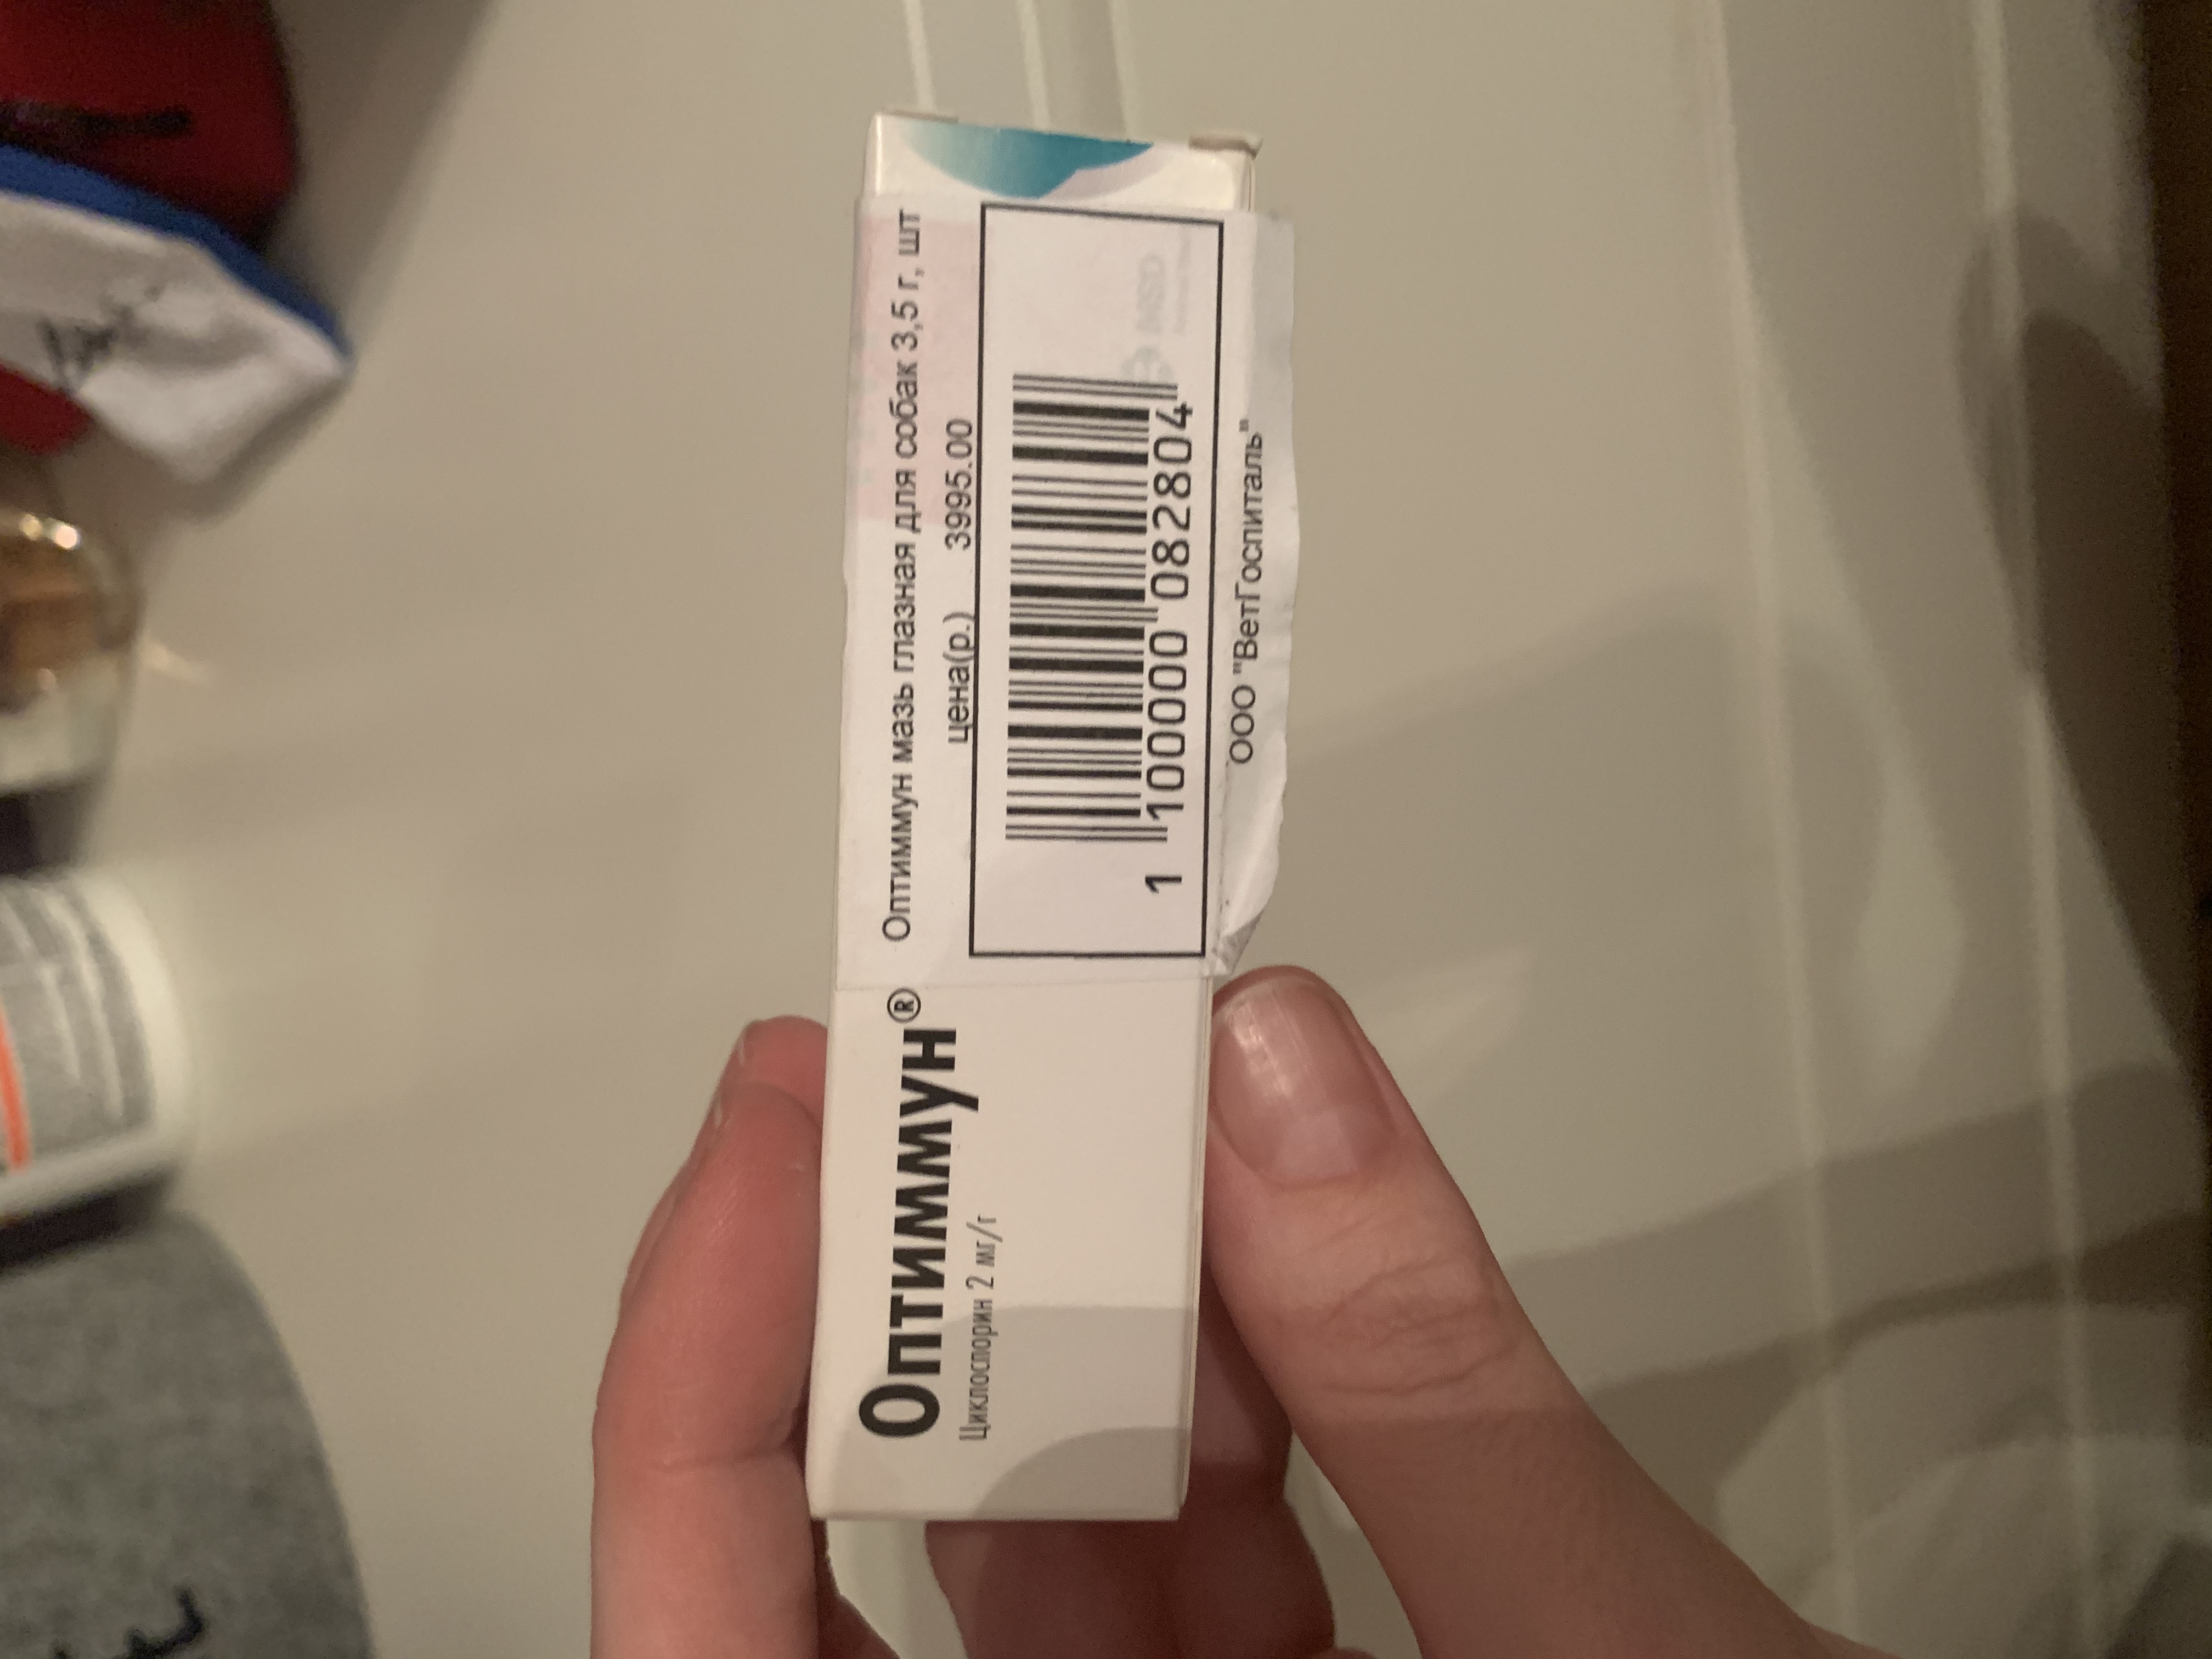 Оптиммун®
Циклоспорин 2 мг/г
Оптиммун мазь глазная для собак 3,5 г, шт
цена(р.) 3995.00
1 100000 082804
ООО "ВетГоспиталь"
MSD